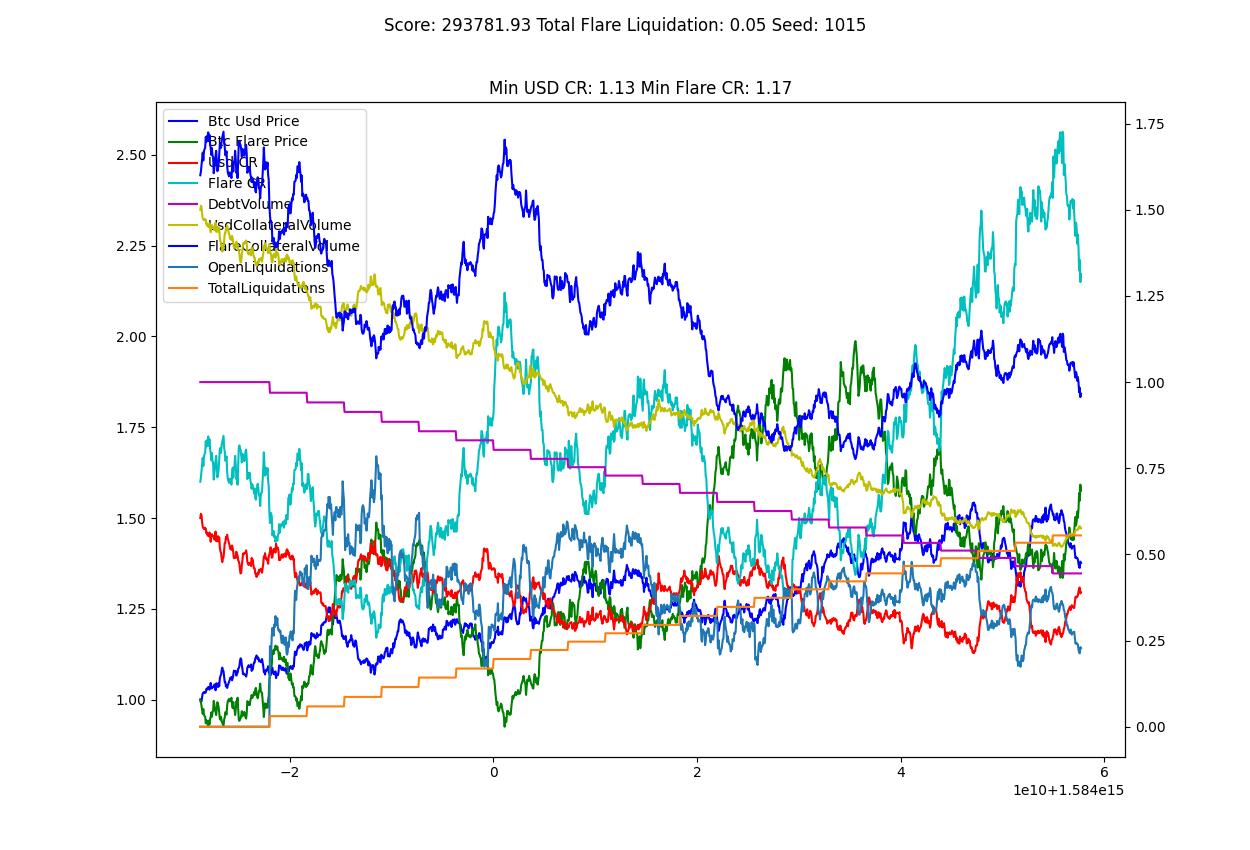 Score: 293781.93 Total Flare Liquidation: 0.05 Seed: 1015
Min USD CR: 1.13 Min Flare CR: 1.17
Btc Usd Price
Btc Flare Price
Usd CR
Flare CR
DebtVolume
UsdCollateralVolume
FlareCollateralVolume
OpenLiquidations
TotalLiquidations
2.50
2.25
2.00
1.75
1.50
1.25
1.00
1.75
1.50
1.25
1.00
0.75
0.50
0.25
0.00
−2
0
2
4
6
1e10+1.584e15